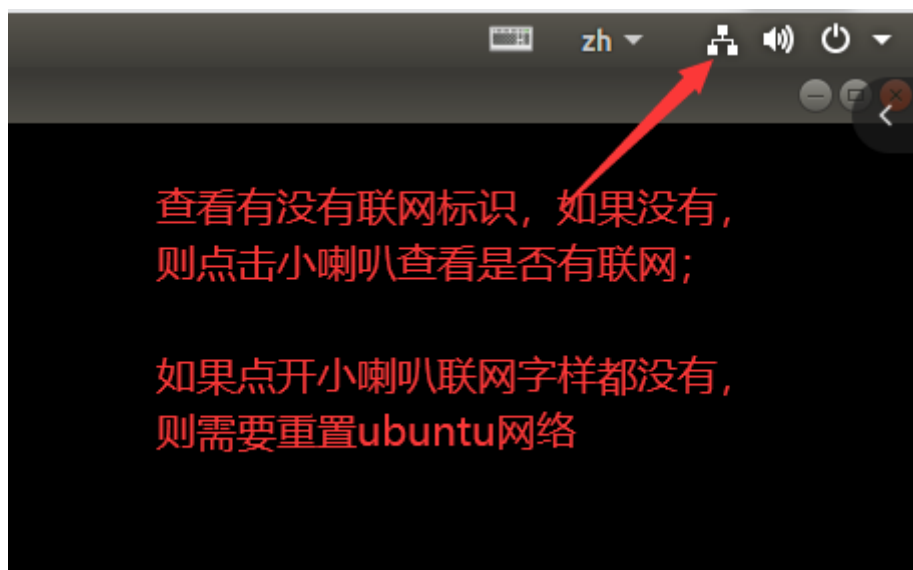 zh
查看有没有联网标识，如果没有，
则点击小喇叭查看是否有联网；
如果点开小喇叭联网字样都没有，
则需要重置ubuntu网络